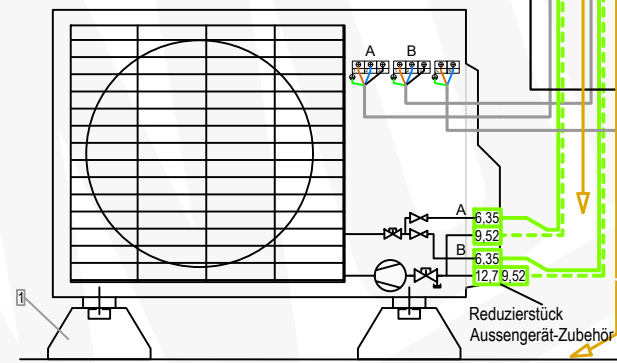 A B
A 6,35
9,52
B 6,35
12,7 9,52
1
Reduzierstück
Aussengerät-Zubehör